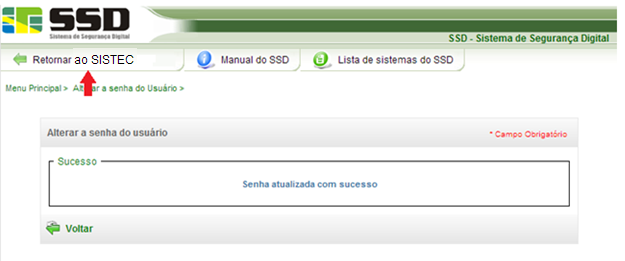 SSD
Sistema de Segurança Digital
SSD - Sistema de Segurança Digital
Retornar ao SISTEC Manual do SSD Lista de sistemas do SSD
Menu Principal > Alterar a senha do Usuário >
Alterar a senha do usuário * Campo Obrigatório
Sucesso
Senha atualizada com sucesso
Voltar